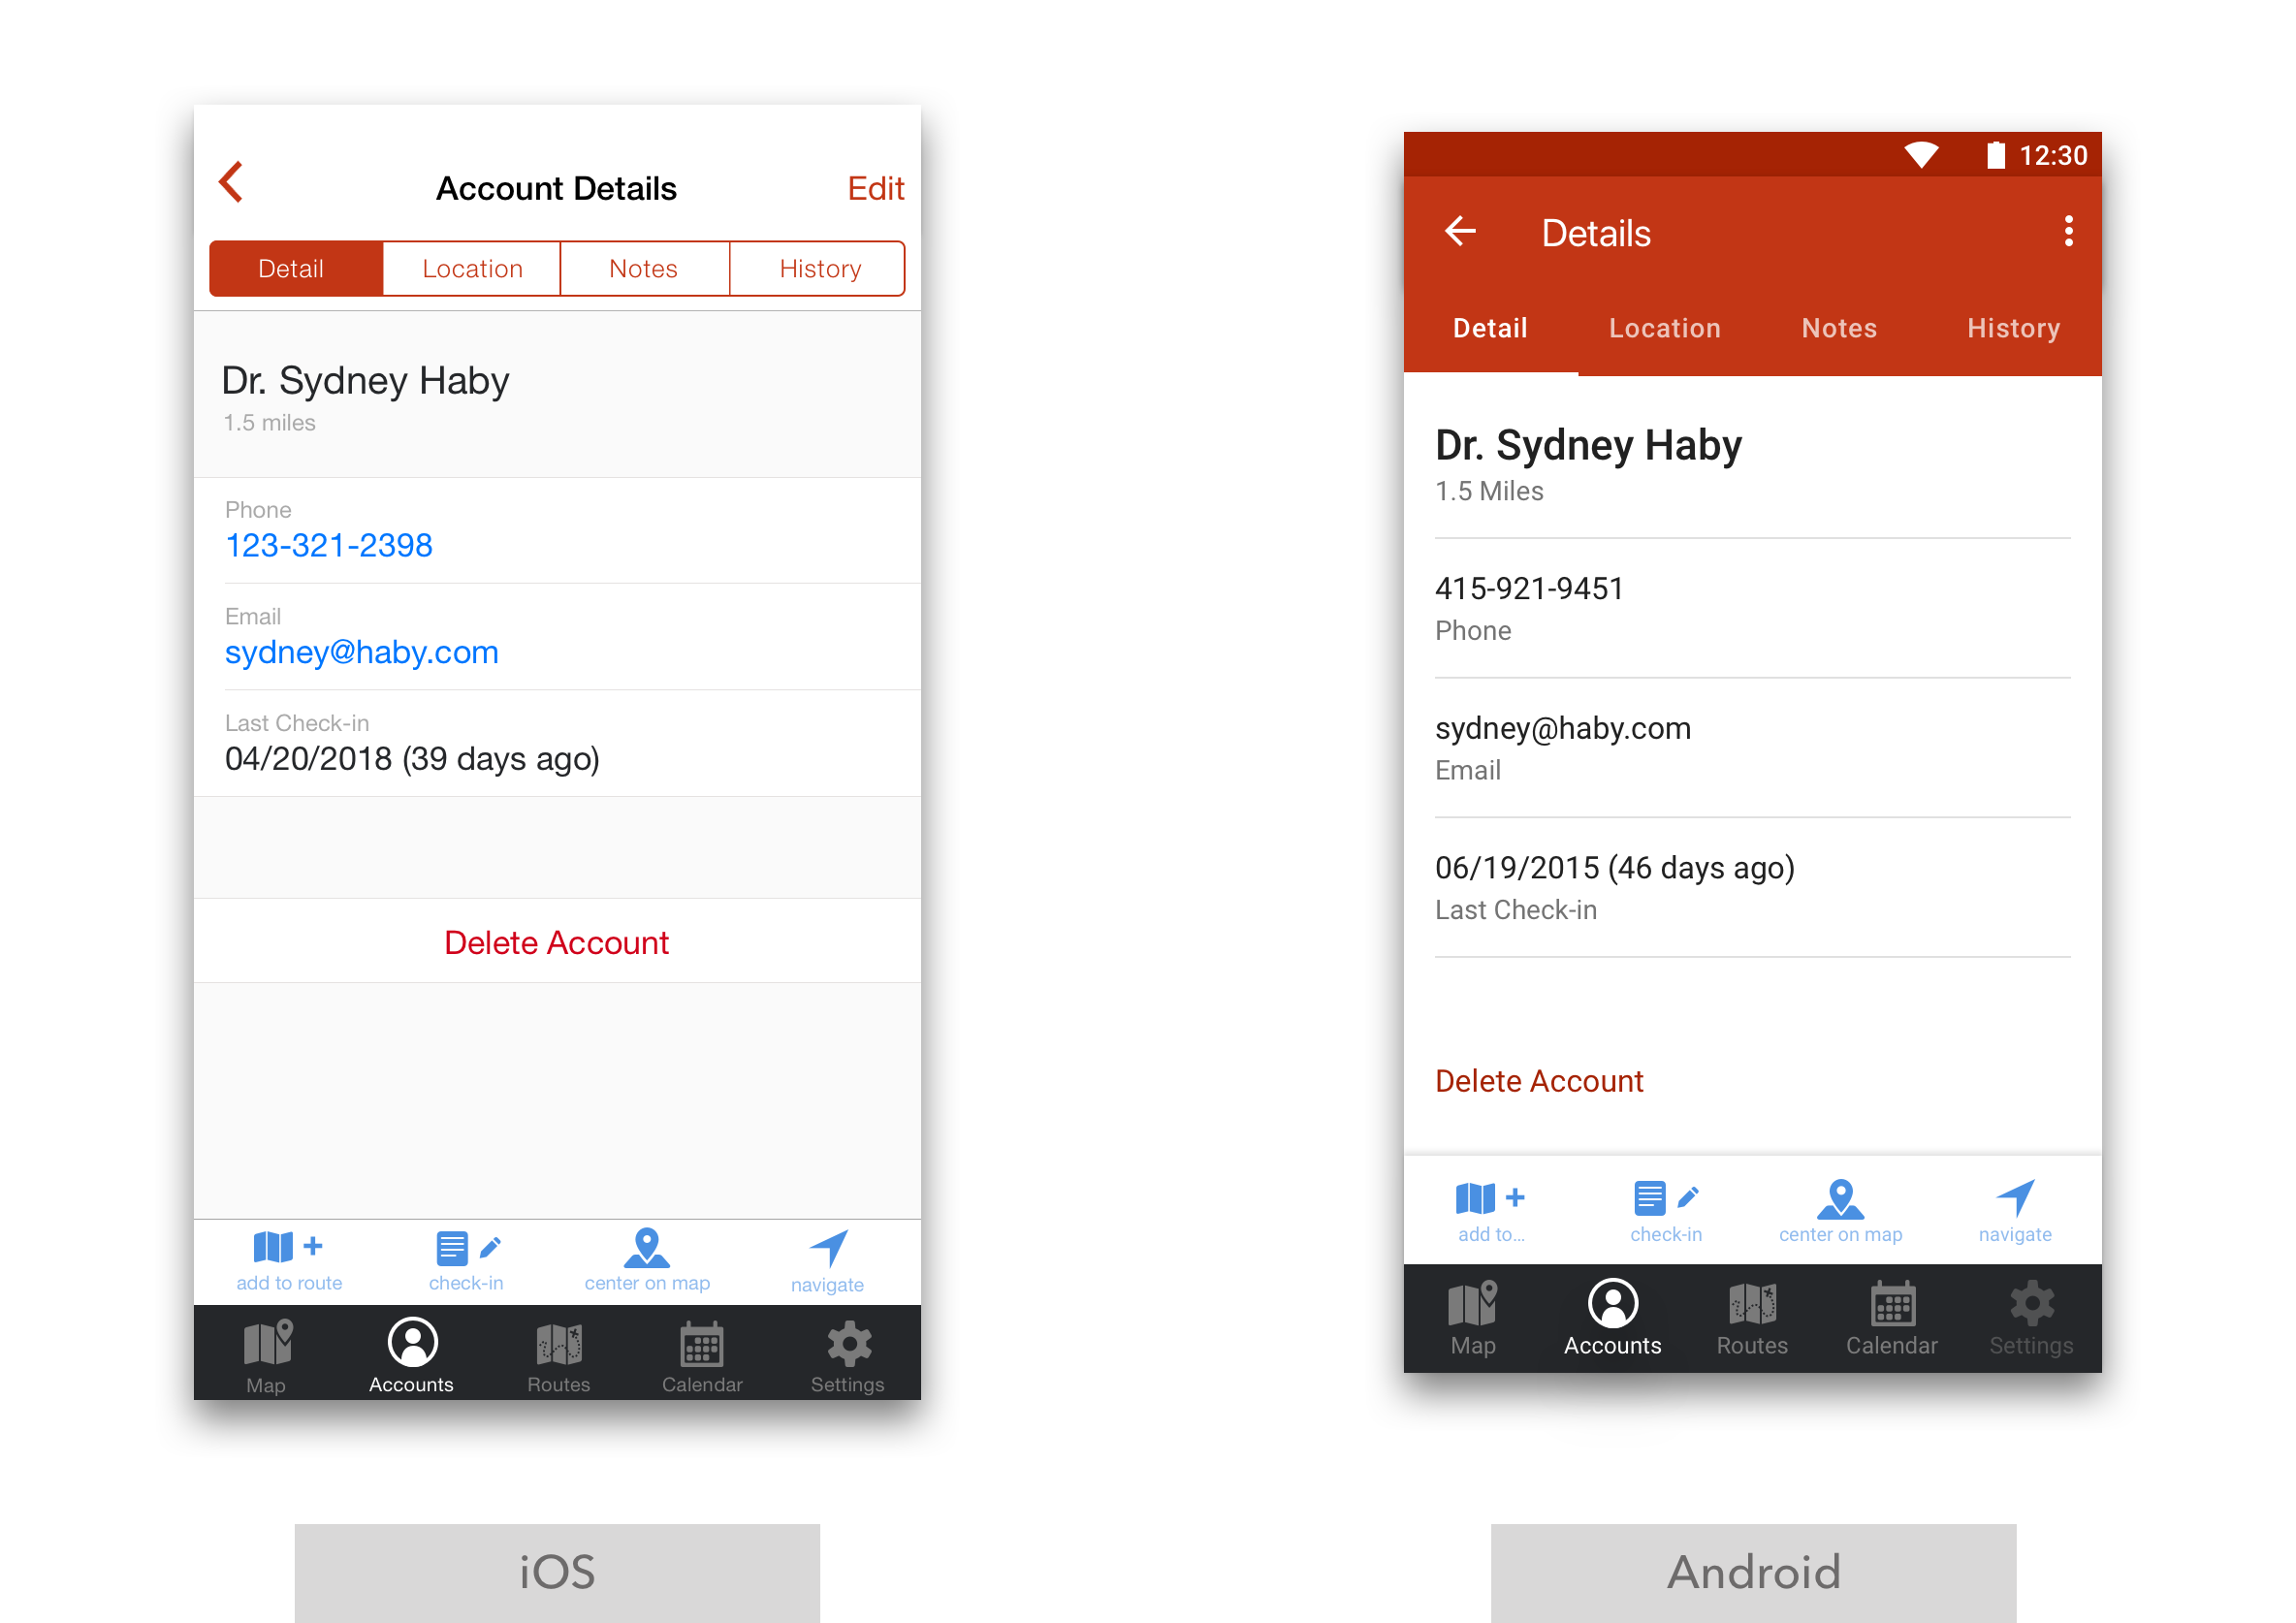 Account Details
Edit
Detail
Location
Notes
History
Dr. Sydney Haby
1.5 miles
Phone
123-321-2398
Email
sydney@haby.com
Last Check-in
04/20/2018 (39 days ago)
Delete Account
add to route
check-in
center on map
navigate
Map
Accounts
Routes
Calendar
Settings
iOS
12:30
Details
Detail
Location
Notes
History
Dr. Sydney Haby
1.5 Miles
415-921-9451
Phone
sydney@haby.com
Email
06/19/2015 (46 days ago)
Last Check-in
Delete Account
add to...
check-in
center on map
navigate
Map
Accounts
Routes
Calendar
Settings
Android